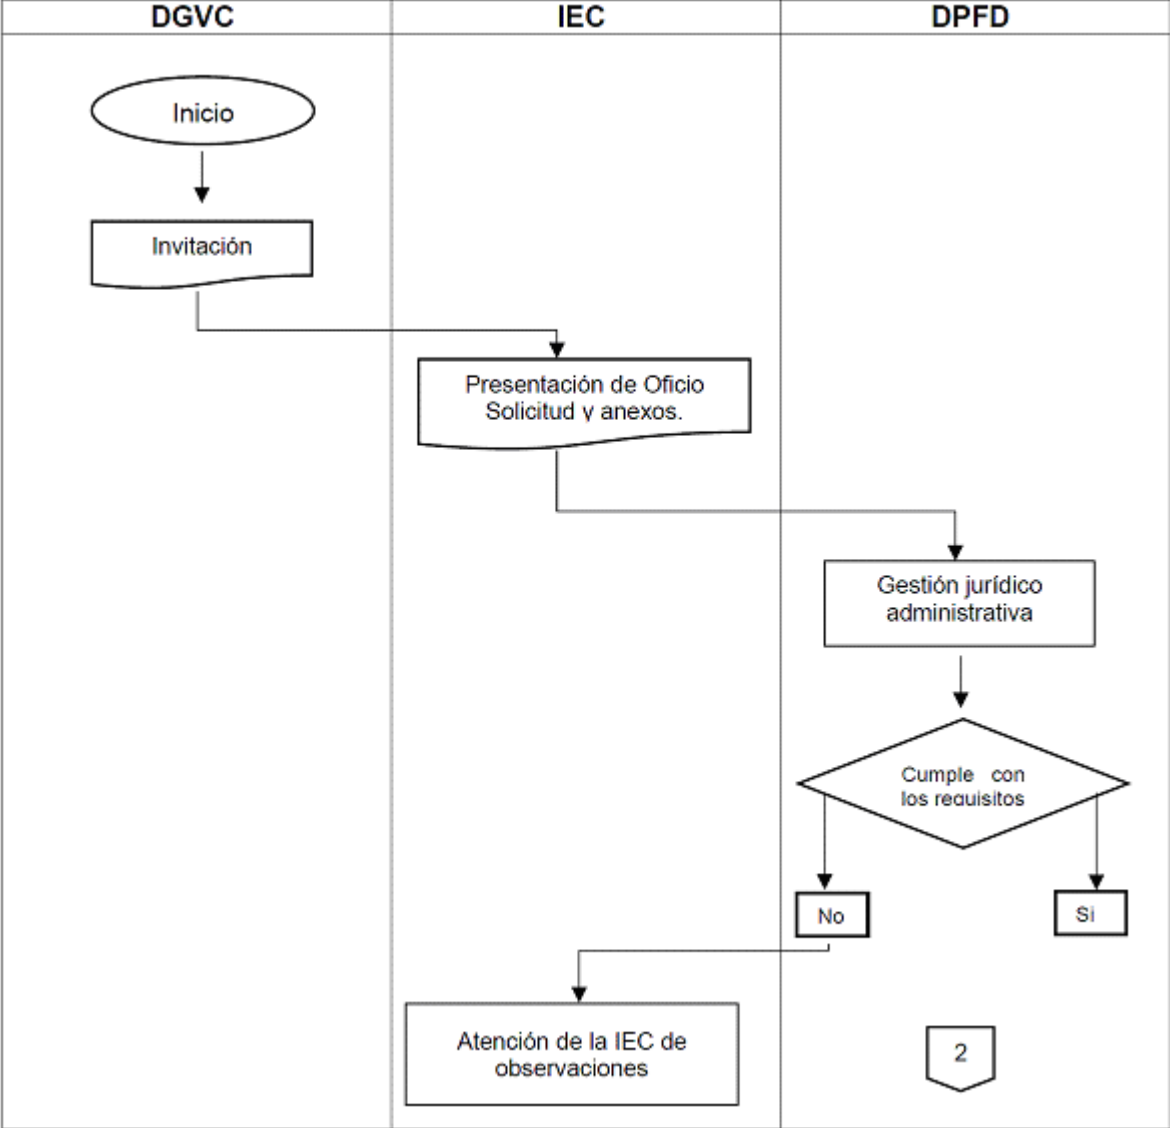 DGVC
IEC
DPFD
Inicio
Invitación
Presentación de Oficio
Solicitud y anexos.
Gestión jurídico
administrativa
Cumple con
los requisitos
No
Si
Atención de la IEC de
observaciones
2